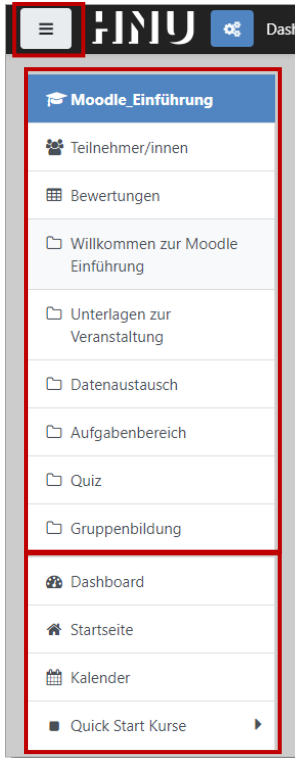 HNU
Dash
Moodle_Einführung
Teilnehmer/innen
Bewertungen
Willkommen zur Moodle
Einführung
Unterlagen zur
Veranstaltung
Datenaustausch
Aufgabenbereich
Quiz
Gruppenbildung
Dashboard
Startseite
Kalender
Quick Start Kurse